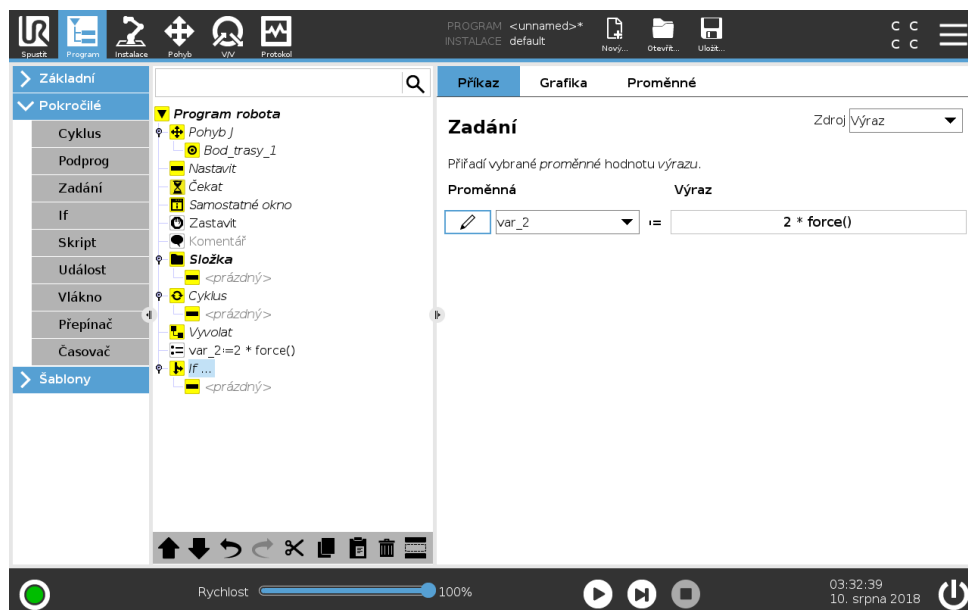 PROGRAM <unnamed>*
INSTALACE default
Spustit Program Instalace Pohyb V/V Protokol Nový... Otevřít... Uložit...
C C
C C
Základní
Pokročilé
Cyklus
Podprog
Zadání
If
Skript
Událost
Vlákno
Přepínač
Časovač
Šablony
Program robota
Pohyb J
Bod_trasy_1
Nastavit
Čekat
Samostatné okno
Zastavit
Komentář
Složka
<prázdný>
Cyklus
<prázdný>
Vyvolat
var_2:=2 * force()
If ...
<prázdný>
Příkaz Grafika Proměnné
Zadání
Zdroj Výraz
Přiřadí vybrané proměnné hodnotu výrazu.
Proměnná Výraz
var_2 := 2 * force()
Rychlost 100%
03:32:39
10. srpna 2018